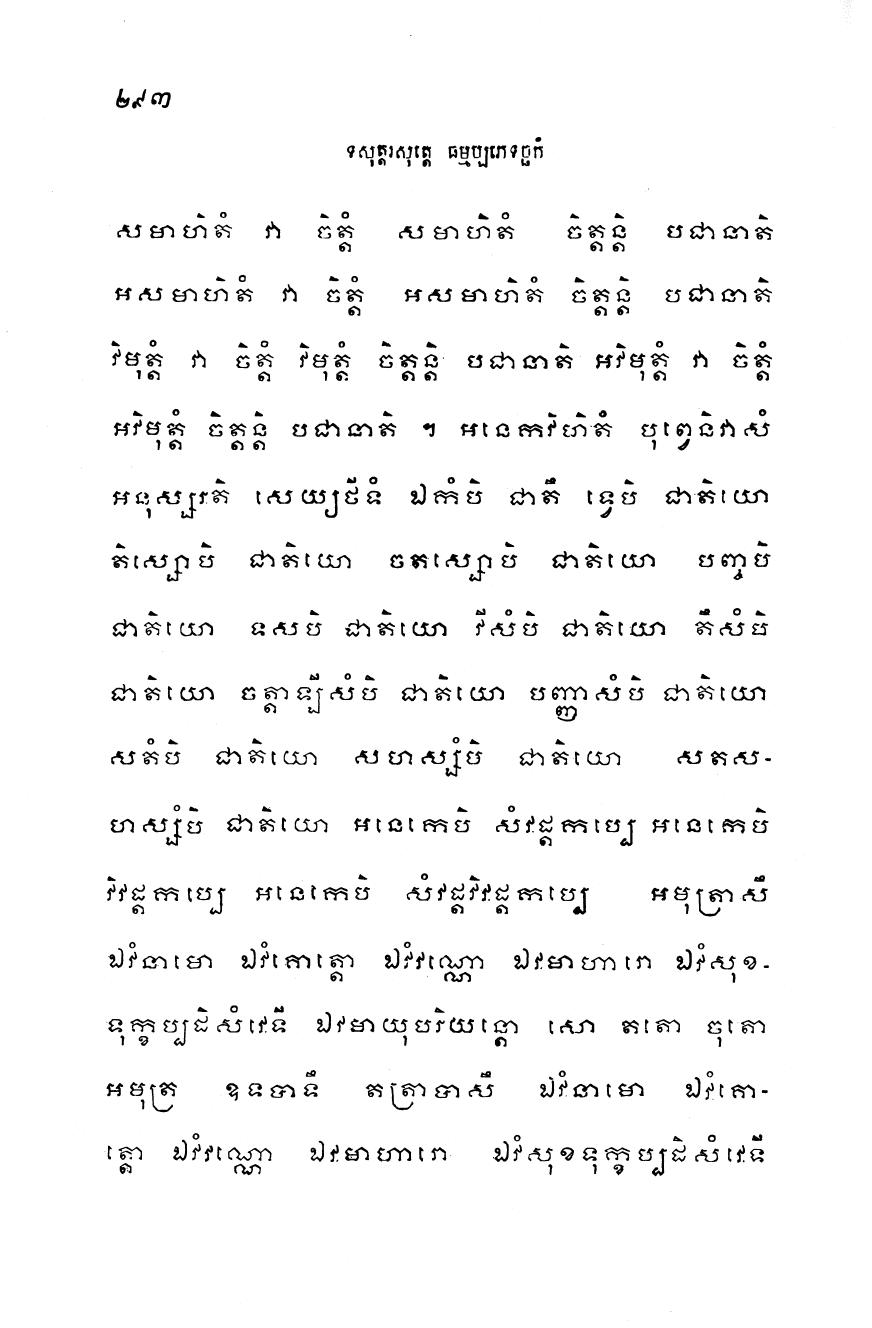 ២៩៣
ទសុត្តរសុត្តេ ធម្មប្បភេទច្ឆក្កំ
សមាហិតំ វា ចិត្តំ សមាហិតំ ចិត្តន្តិ បជានាតិ
អសមាហិតំ វា ចិត្តំ អសមាហិតំ ចិត្តន្តិ បជានាតិ
វិមុត្តំ វា ចិត្តំ វិមុត្តំ ចិត្តន្តិ បជានាតិ អវិមុត្តំ វា ចិត្តំ
អវិមុត្តំ ចិត្តន្តិ បជានាតិ ។ អនេកវិហិតំ បុព្វេនិវាសំ
អនុស្សរតិ សេយ្យថីទំ ឯកំបិ ជាតឹ ទ្វេបិ ជាតិយោ
តិស្សោបិ ជាតិយោ ចតស្សោបិ ជាតិយោ បញ្ចបិ
ជាតិយោ ទសបិ ជាតិយោ វីសំបិ ជាតិយោ តឹសំបិ
ជាតិយោ ចត្តាឡីសំបិ ជាតិយោ បញ្ញាសំបិ ជាតិយោ
សតំបិ ជាតិយោ សហស្សំបិ ជាតិយោ សតស-
ហស្សំបិ ជាតិយោ អនេកេបិ សំវដ្តកប្បេ អនេកេបិ
វិវដ្តកប្បេ អនេកេបិ សំវដ្តវិវដ្តកប្បេ អមុត្រាសឹ
ឯវំនាមោ ឯវំគោត្តោ ឯវំវណ្ណោ ឯវមាហារោ ឯវំសុខ-
ទុក្ខប្បដិសំវេទី ឯវមាយុបរិយន្តោ សោ តតោ ចុតោ
អមុត្រ ឧទបាទឹ តត្រាបាសឹ ឯវំនាមោ ឯវំគោ-
ត្តោ ឯវំវណ្ណោ ឯវមាហារោ ឯវំសុខទុក្ខប្បដិសំវេទី